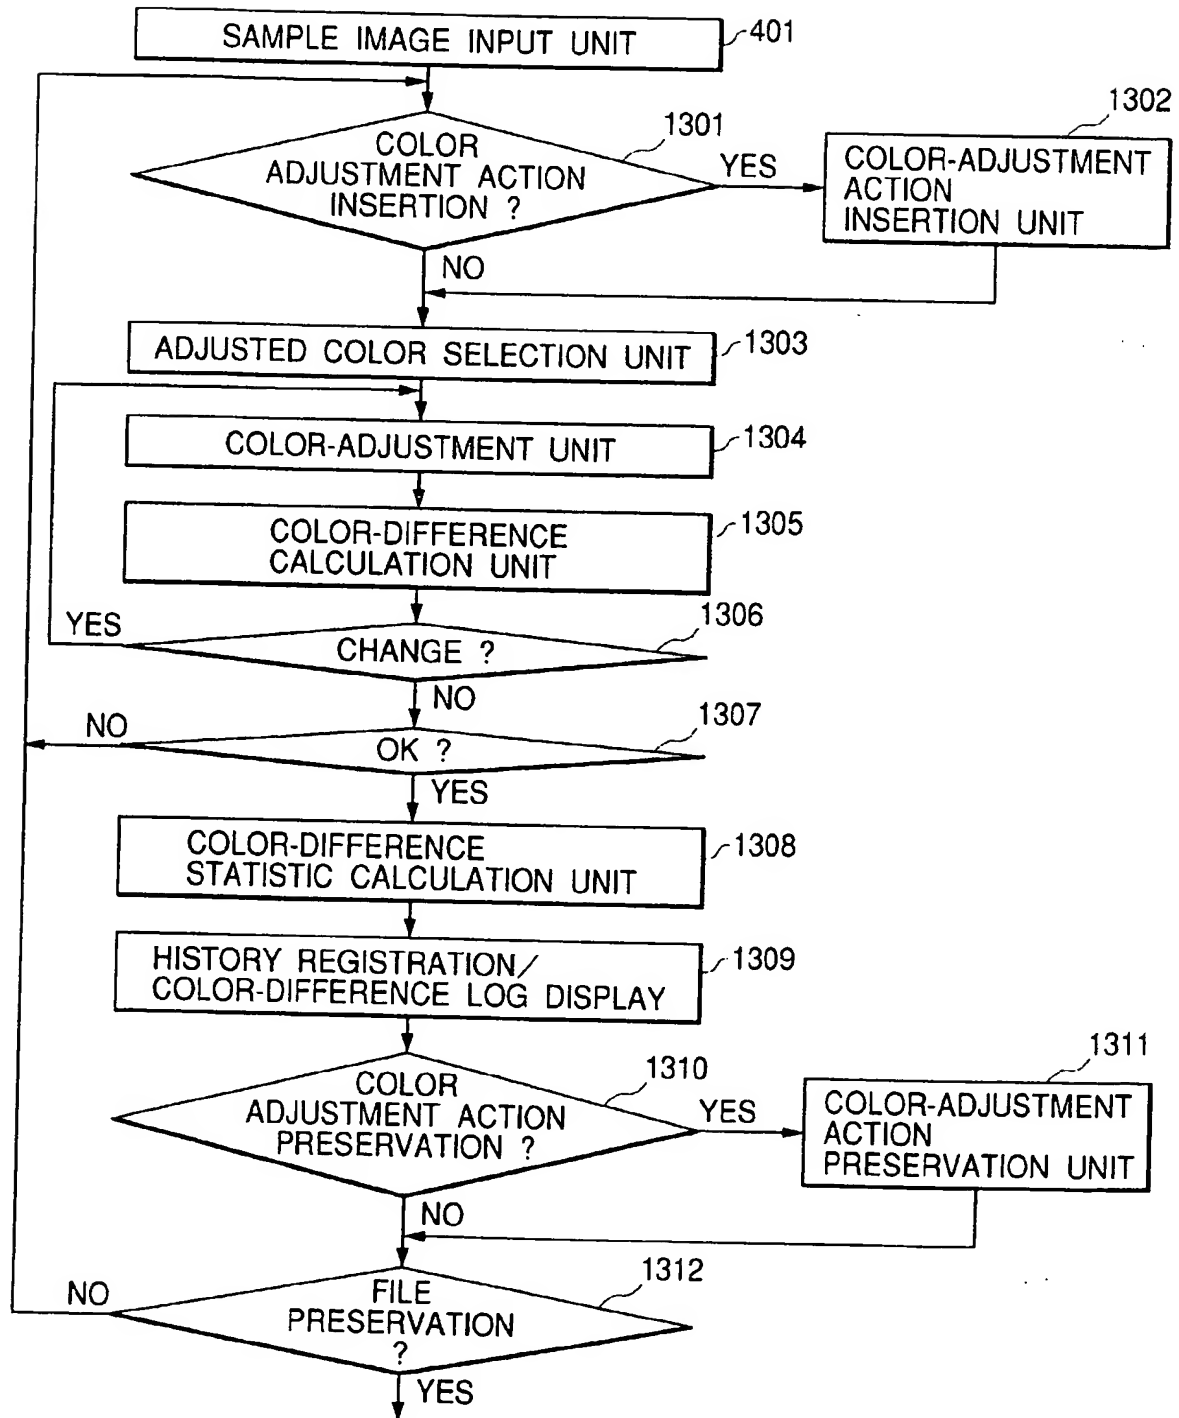 SAMPLE IMAGE INPUT UNIT
401
1301
COLOR
ADJUSTMENT ACTION
INSERTION ?
YES
1302
COLOR-ADJUSTMENT
ACTION
INSERTION UNIT
NO
ADJUSTED COLOR SELECTION UNIT
1303
COLOR-ADJUSTMENT UNIT
1304
COLOR-DIFFERENCE
CALCULATION UNIT
1305
YES
CHANGE ?
1306
NO
NO
OK ?
1307
YES
COLOR-DIFFERENCE
STATISTIC CALCULATION UNIT
1308
HISTORY REGISTRATION/
COLOR-DIFFERENCE LOG DISPLAY
1309
COLOR
ADJUSTMENT ACTION
PRESERVATION ?
1310
YES
1311
COLOR-ADJUSTMENT
ACTION
PRESERVATION UNIT
NO
NO
FILE
PRESERVATION
?
1312
YES